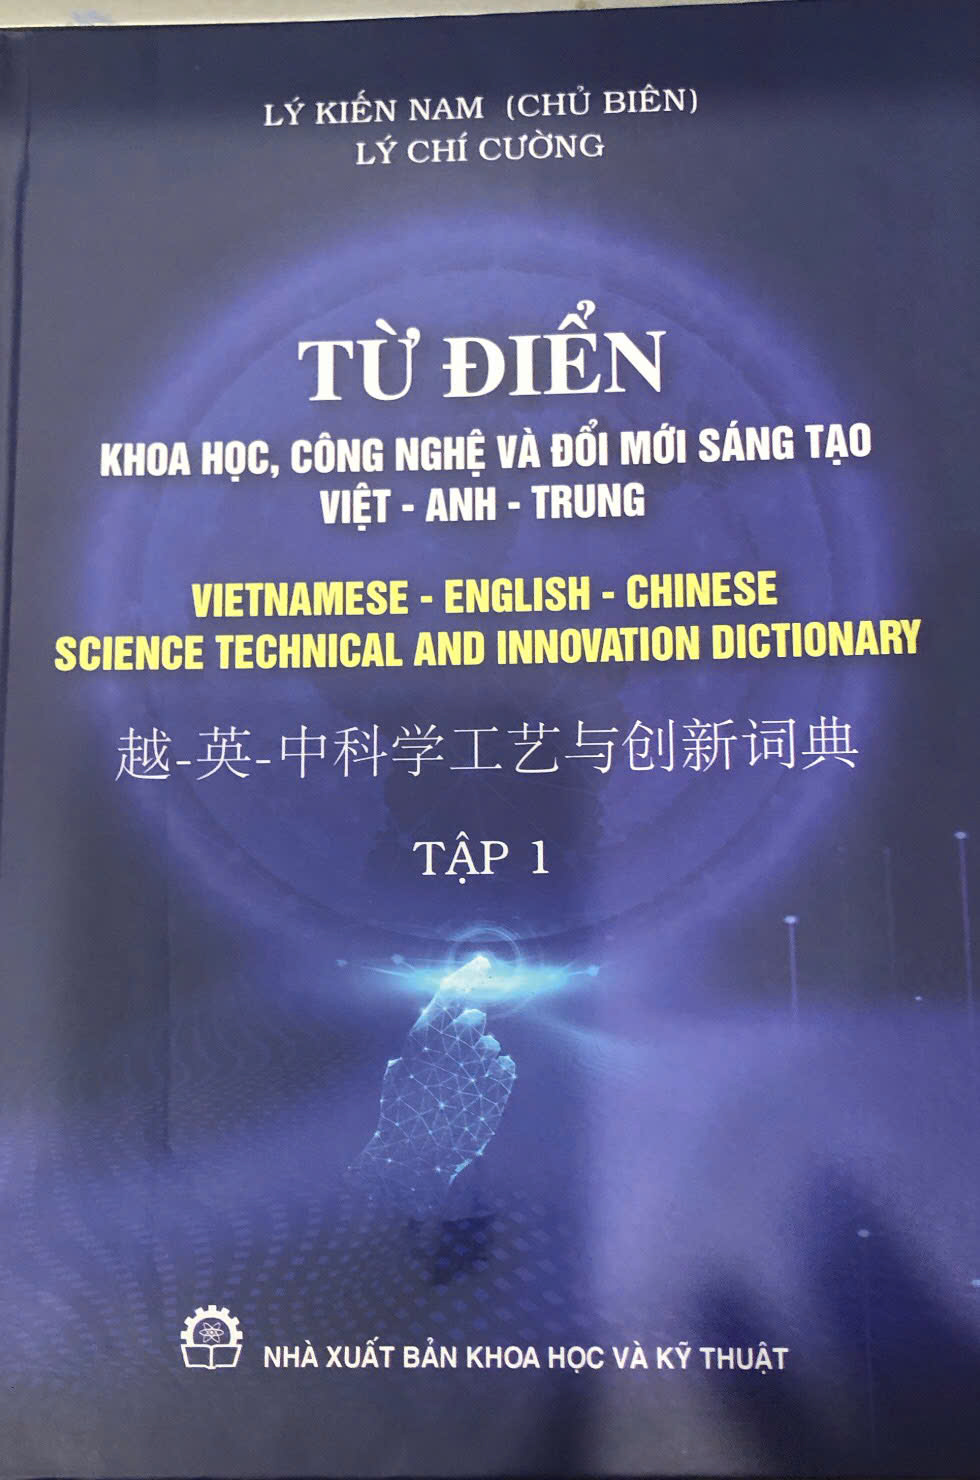 LÝ KIẾN NAM (CHỦ BIÊN)
LÝ CHÍ CƯỜNG
TỪ ĐIỂN
KHOA HỌC, CÔNG NGHỆ VÀ ĐỔI MỚI SÁNG TẠO
VIỆT - ANH - TRUNG
VIETNAMESE - ENGLISH - CHINESE
SCIENCE TECHNICAL AND INNOVATION DICTIONARY
越-英-中科学工艺与创新词典
TẬP 1
NHÀ XUẤT BẢN KHOA HỌC VÀ KỸ THUẬT